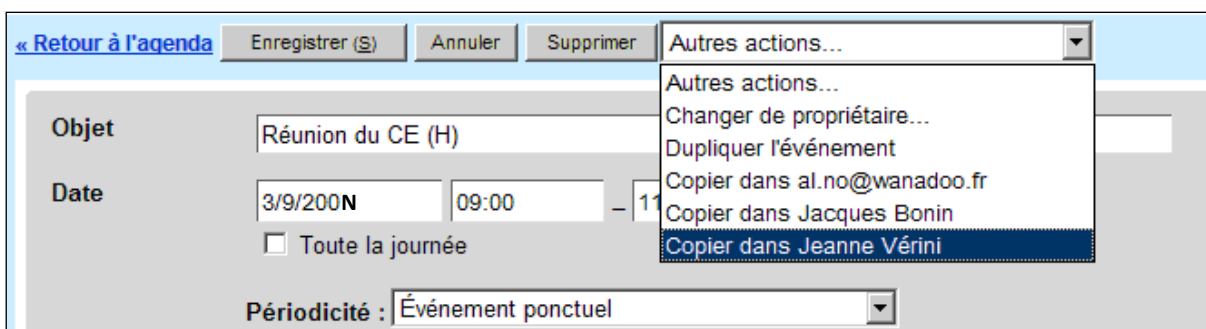 « Retour à l'agenda Enregistrer (S) Annuler Supprimer Autres actions...
Autres actions...
Changer de propriétaire...
Objet Réunion du CE (H)
Dupliquer l'événement
Copier dans al.no@wanadoo.fr
Date 3/9/200N 09:00 – 11
Copier dans Jacques Bonin
Toute la journée Copier dans Jeanne Vérini
Périodicité : Événement ponctuel